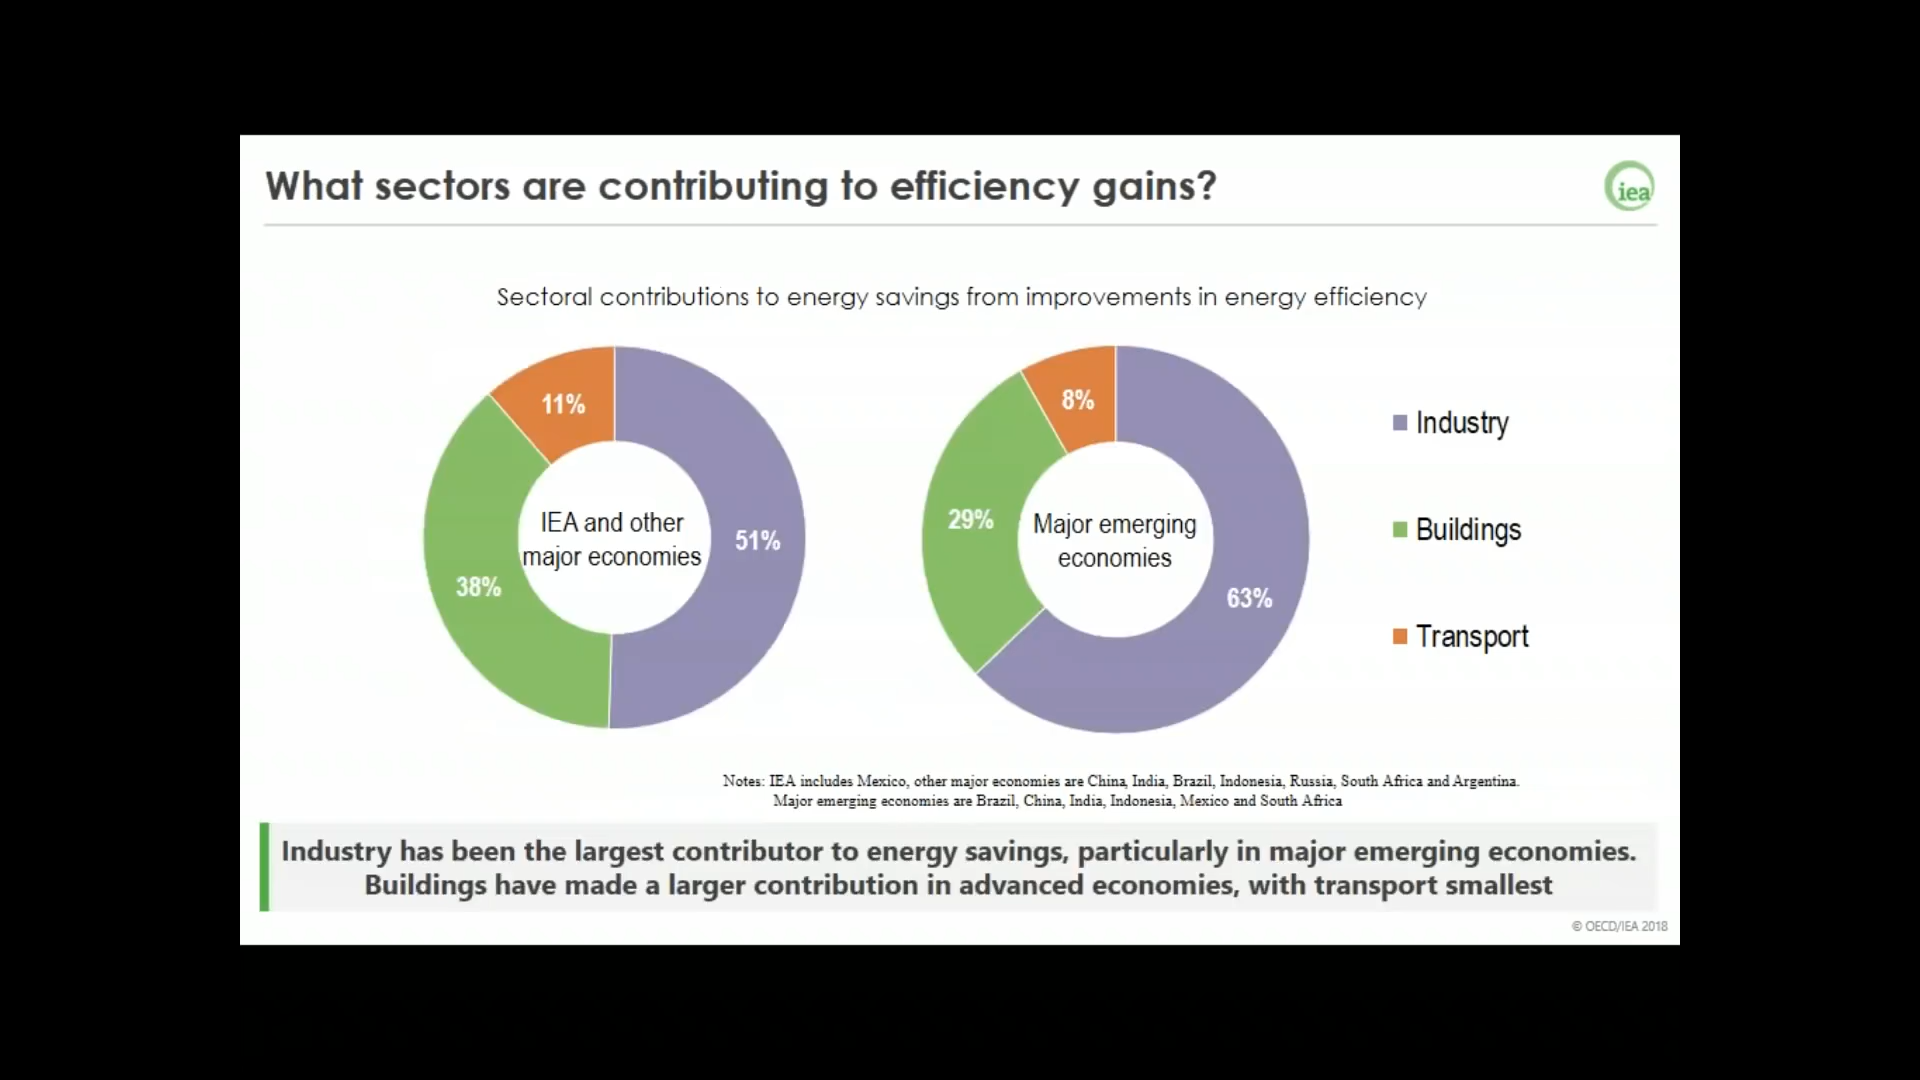 What sectors are contributing to efficiency gains?
iea
Sectoral contributions to energy savings from improvements in energy efficiency
11%
51%
38%
IEA and other
major economies
8%
29%
63%
Major emerging
economies
Industry
Buildings
Transport
Notes: IEA includes Mexico, other major economies are China, India, Brazil, Indonesia, Russia, South Africa and Argentina.
Major emerging economies are Brazil, China, India, Indonesia, Mexico and South Africa
Industry has been the largest contributor to energy savings, particularly in major emerging economies.
Buildings have made a larger contribution in advanced economies, with transport smallest
© OECD/IEA 2018